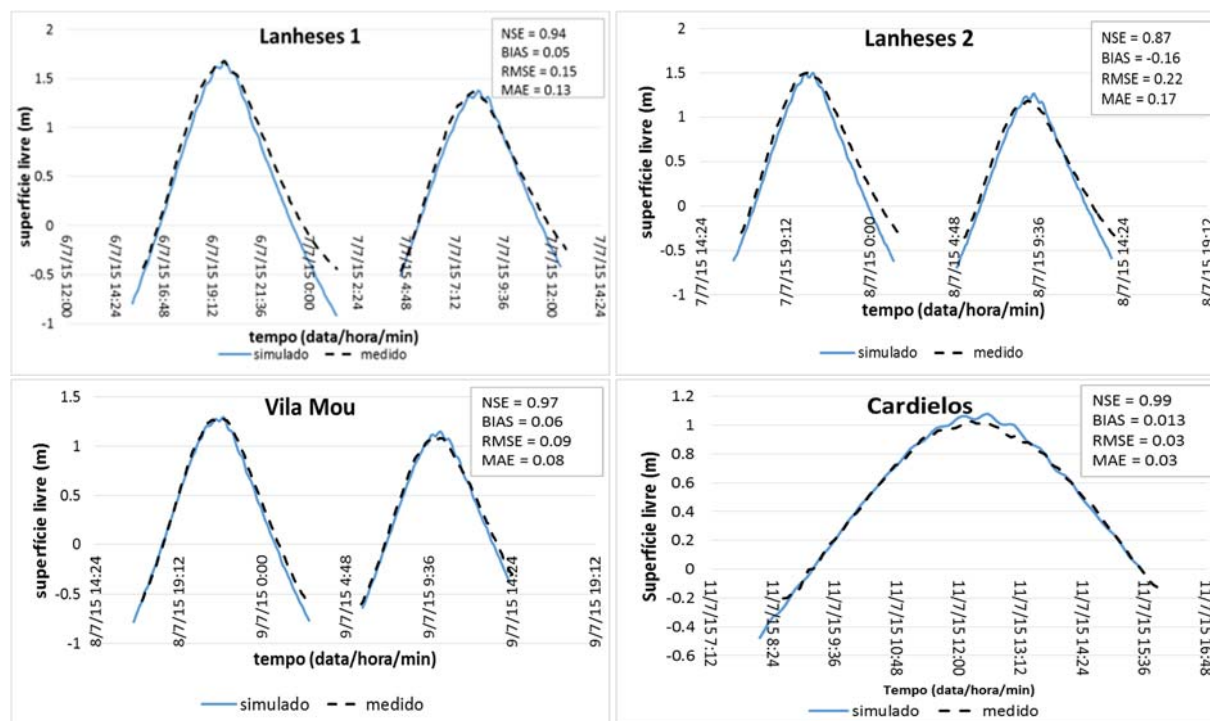 Lanheses 1
NSE = 0.94
BIAS = 0.05
RMSE = 0.15
MAE = 0.13
superfície livre (m)
2
1.5
1
0.5
0
-0.5
-1
6/7/15 12:00
6/7/15 14:24
6/7/15 16:48
6/7/15 19:12
6/7/15 21:36
7/7/15 0:00
7/7/15 2:24
7/7/15 4:48
7/7/15 7:12
7/7/15 9:36
7/7/15 12:00
7/7/15 14:24
tempo (data/hora/min)
simulado medido
Lanheses 2
NSE = 0.87
BIAS = -0.16
RMSE = 0.22
MAE = 0.17
superfície livre (m)
2
1.5
1
0.5
0
-0.5
-1
7/7/15 14:24
7/7/15 19:12
8/7/15 0:00
8/7/15 4:48
8/7/15 9:36
8/7/15 14:24
8/7/15 19:12
tempo (data/hora/min)
simulado medido
Vila Mou
NSE = 0.97
BIAS = 0.06
RMSE = 0.09
MAE = 0.08
superfície livre (m)
1.5
1
0.5
0
-0.5
-1
8/7/15 14:24
8/7/15 19:12
9/7/15 0:00
9/7/15 4:48
9/7/15 9:36
9/7/15 14:24
9/7/15 19:12
tempo (data/hora/min)
simulado medido
Cardielos
NSE = 0.99
BIAS = 0.013
RMSE = 0.03
MAE = 0.03
Superfície livre (m)
1.2
1
0.8
0.6
0.4
0.2
0
-0.2
-0.4
-0.6
11/7/15 7:12
11/7/15 8:24
11/7/15 9:36
11/7/15 10:48
11/7/15 12:00
11/7/15 13:12
11/7/15 14:24
11/7/15 15:36
11/7/15 16:48
Tempo (data/hora/min)
simulado medido